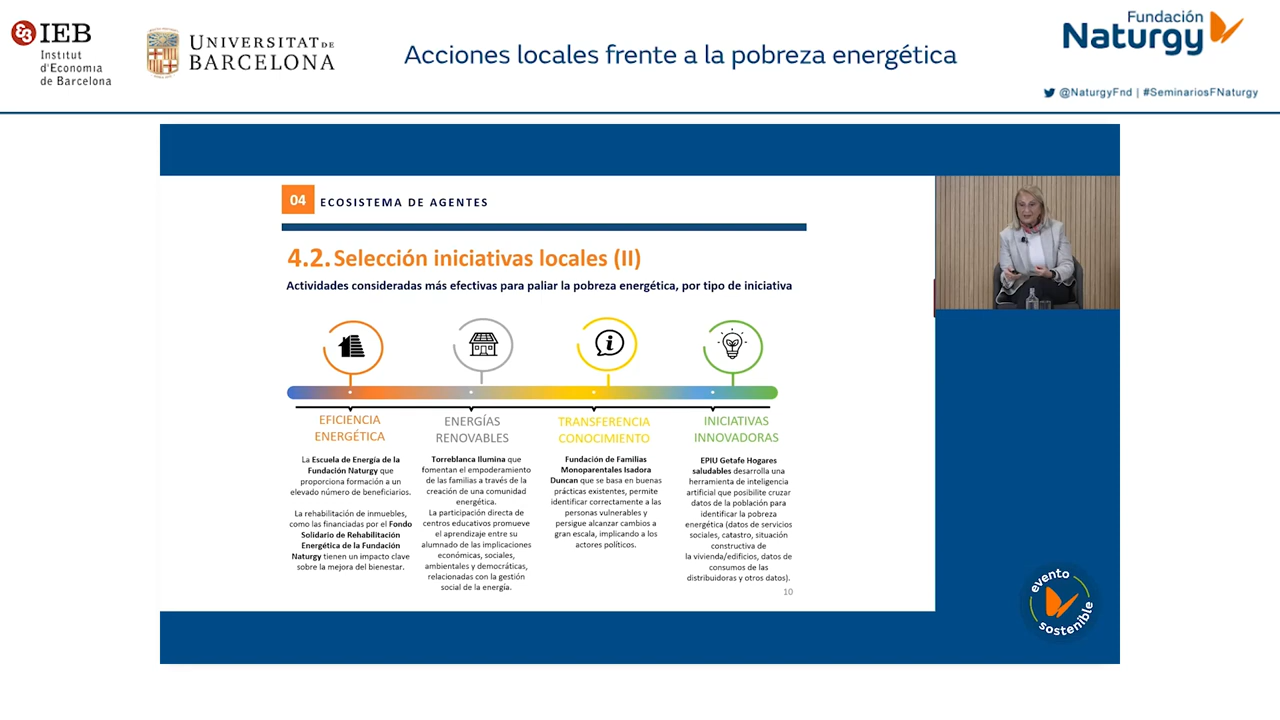 IEB
Institut
d'Economia
de Barcelona
UNIVERSITAT DE
BARCELONA
Acciones locales frente a la pobreza energética
Fundación
Naturgy
@NaturgyFnd | #SeminariosFNaturgy
04
ECOSISTEMA DE AGENTES
4.2. Selección iniciativas locales (II)
Actividades consideradas más efectivas para paliar la pobreza energética, por tipo de iniciativa
EFICIENCIA
ENERGÉTICA
La Escuela de Energía de la
Fundación Naturgy que
proporciona formación a un
elevado número de beneficiarios.
La rehabilitación de inmuebles,
como las financiadas por el Fondo
Solidario de Rehabilitación
Energética de la Fundación
Naturgy tienen un impacto clave
sobre la mejora del bienestar.
ENERGÍAS
RENOVABLES
Torreblanca Ilumina que
fomentan el empoderamiento
de las familias a través de la
creación de una comunidad
energética.
La participación directa de
centros educativos promueve
el aprendizaje entre su
alumnado de las implicaciones
económicas, sociales,
ambientales y democráticas,
relacionadas con la gestión
social de la energía.
TRANSFERENCIA
CONOCIMIENTO
Fundación de Familias
Monoparentales Isadora
Duncan que se basa en buenas
prácticas existentes, permite
identificar correctamente a las
personas vulnerables y
persigue alcanzar cambios a
gran escala, implicando a los
actores políticos.
INICIATIVAS
INNOVADORAS
EPIU Getafe Hogares
saludables desarrolla una
herramienta de inteligencia
artificial que posibilite cruzar
datos de la población para
identificar la pobreza
energética (datos de servicios
sociales, catastro, situación
constructiva de
la vivienda/edificios, datos de
consumos de las
distribuidoras y otros datos).
10
evento
sostenible